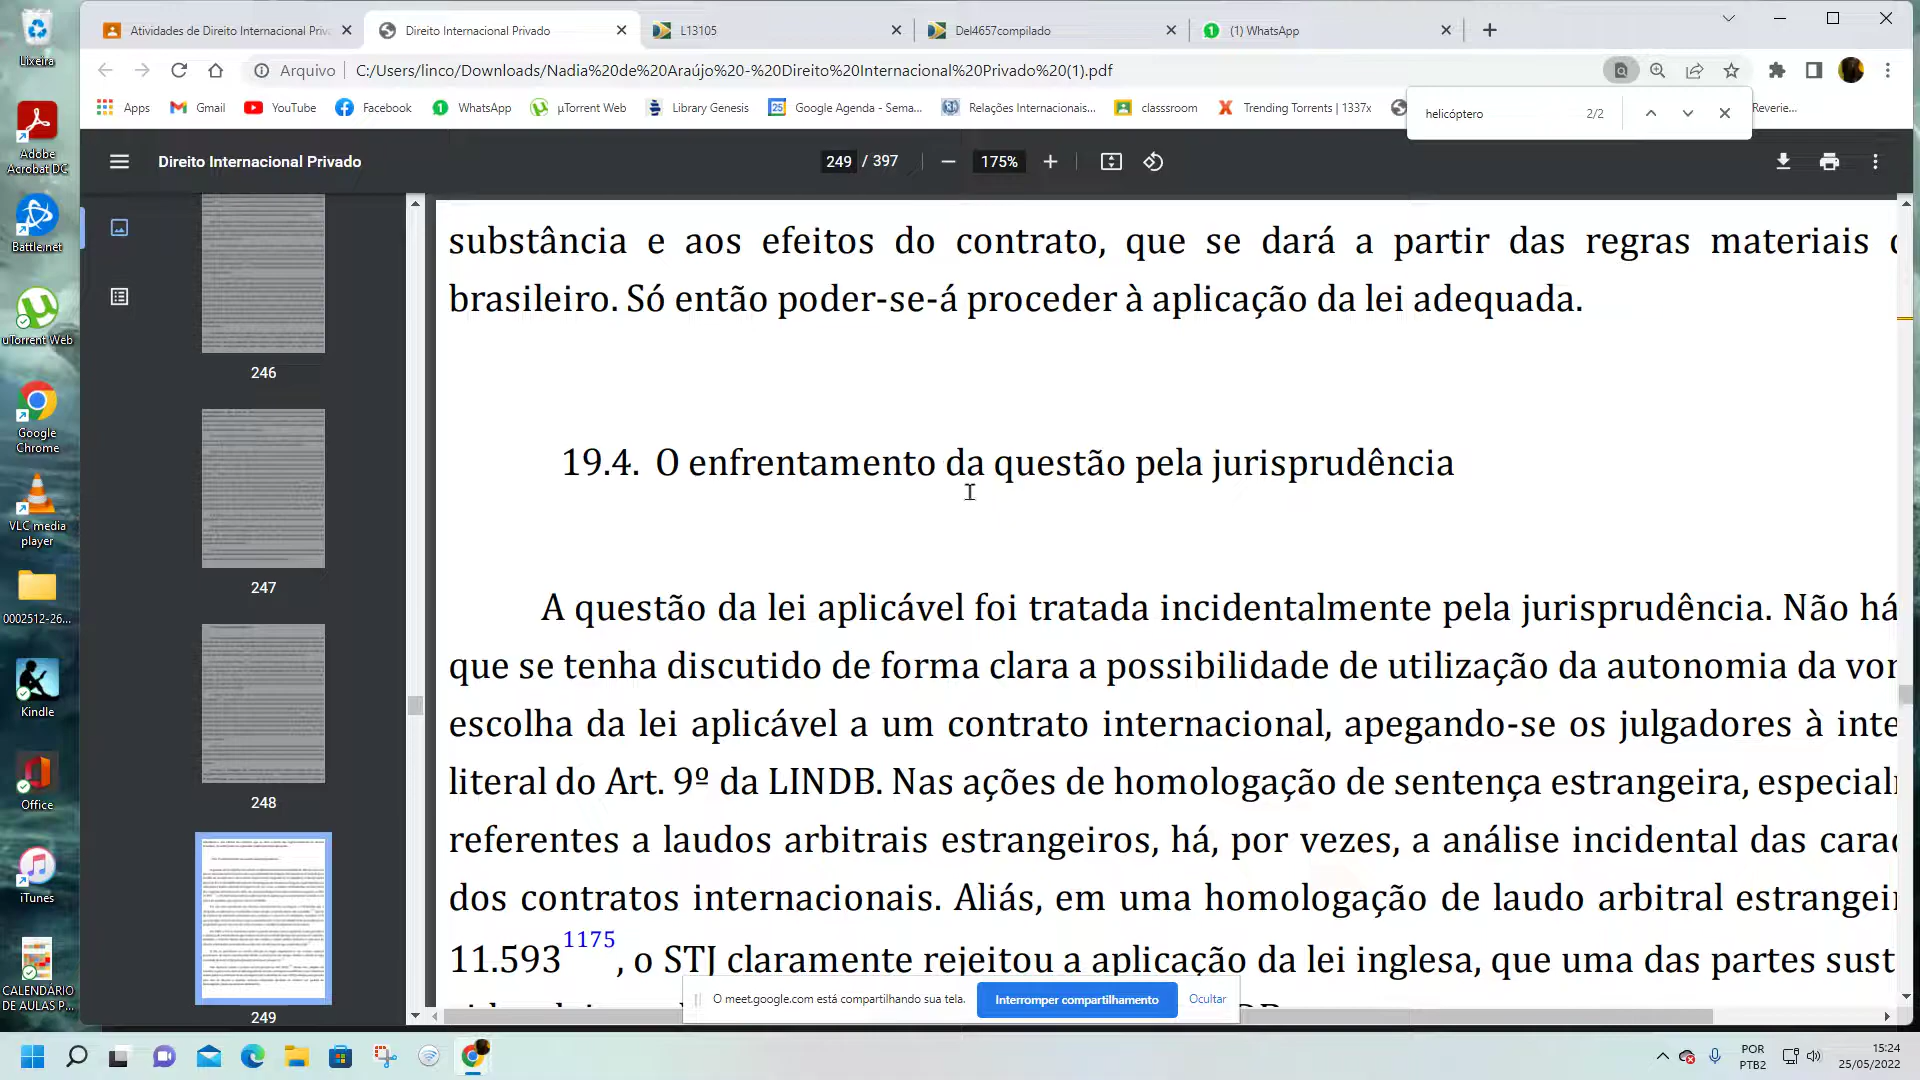 Lixeira
Adobe
Acrobat DC
Battle.net
uTorrent Web
Google
Chrome
VLC media
player
0002512-26...
Kindle
Office
iTunes
CALENDÁRIO
DE AULAS P...
Atividades de Direito Internacional Priv
Direito Internacional Privado
L13105
Del4657compilado
(1) WhatsApp
Arquivo
C:/Users/linco/Downloads/Nadia%20de%20Araújo%20-%20Direito%20Internacional%20Privado%20(1).pdf
Apps
Gmail
YouTube
Facebook
WhatsApp
µTorrent Web
Library Genesis
25
Google Agenda - Sema...
Relações Internacionais...
classsroom
Trending Torrents | 1337x
Reverie...
helicóptero
2/2
Direito Internacional Privado
249 / 397
175%
246
247
248
249
substância e aos efeitos do contrato, que se dará a partir das regras materiais
brasileiro. Só então poder-se-á proceder à aplicação da lei adequada.
19.4. O enfrentamento da questão pela jurisprudência
A questão da lei aplicável foi tratada incidentalmente pela jurisprudência. Não há
que se tenha discutido de forma clara a possibilidade de utilização da autonomia da von
escolha da lei aplicável a um contrato internacional, apegando-se os julgadores à inte
literal do Art. 9º da LINDB. Nas ações de homologação de sentença estrangeira, especial
referentes a laudos arbitrais estrangeiros, há, por vezes, a análise incidental das carac
dos contratos internacionais. Aliás, em uma homologação de laudo arbitral estrangei
11.593 1175 , o STJ claramente rejeitou a aplicação da lei inglesa, que uma das partes sust
O meet.google.com está compartilhando sua tela.
Interromper compartilhamento
Ocultar
POR
PTB2
15:24
25/05/2022